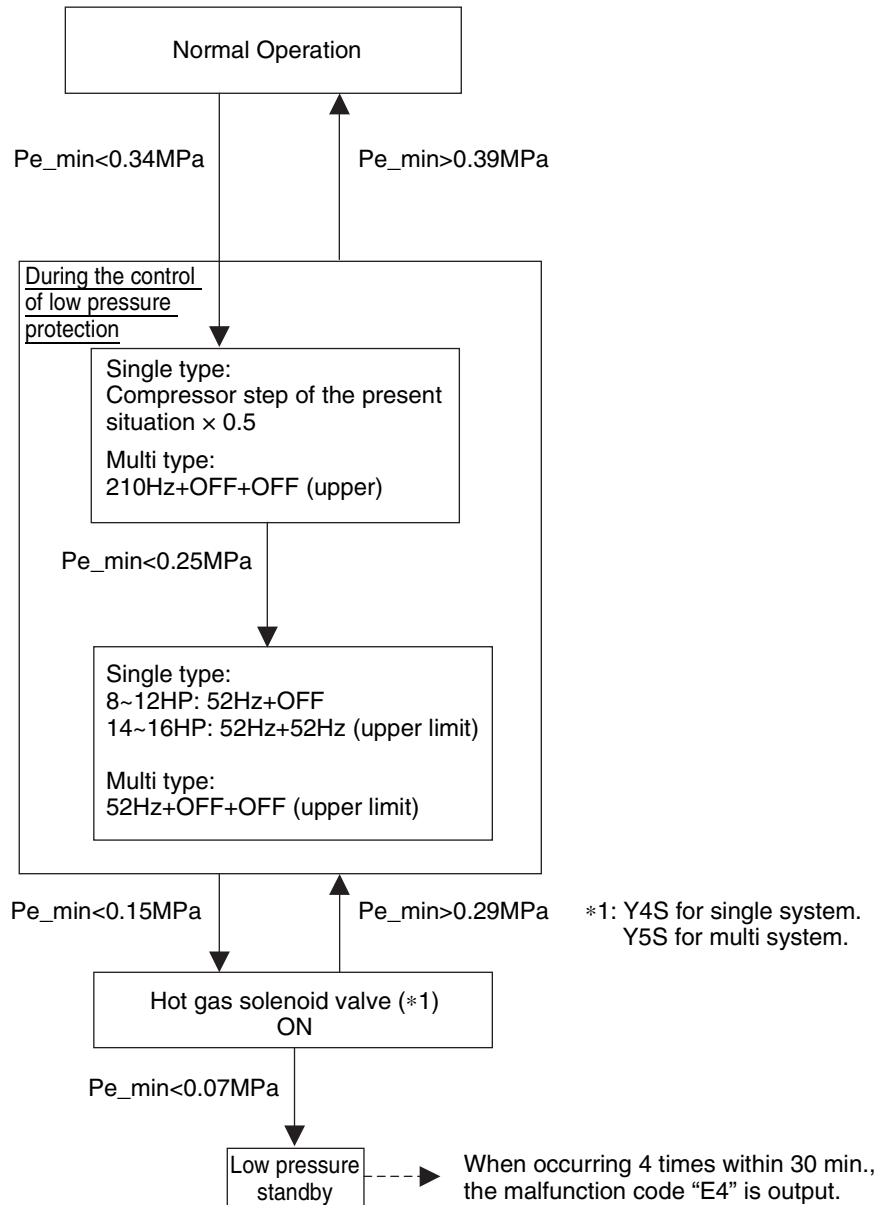 Normal Operation
Pe_min<0.34MPa
Pe_min>0.39MPa
During the control
of low pressure
protection
Single type:
Compressor step of the present
situation × 0.5
Multi type:
210Hz+OFF+OFF (upper)
Pe_min<0.25MPa
Single type:
8~12HP: 52Hz+OFF
14~16HP: 52Hz+52Hz (upper limit)
Multi type:
52Hz+OFF+OFF (upper limit)
Pe_min<0.15MPa
Pe_min>0.29MPa
*1: Y4S for single system.
Y5S for multi system.
Hot gas solenoid valve (*1)
ON
Pe_min<0.07MPa
Low pressure
standby
When occurring 4 times within 30 min.,
the malfunction code “E4” is output.